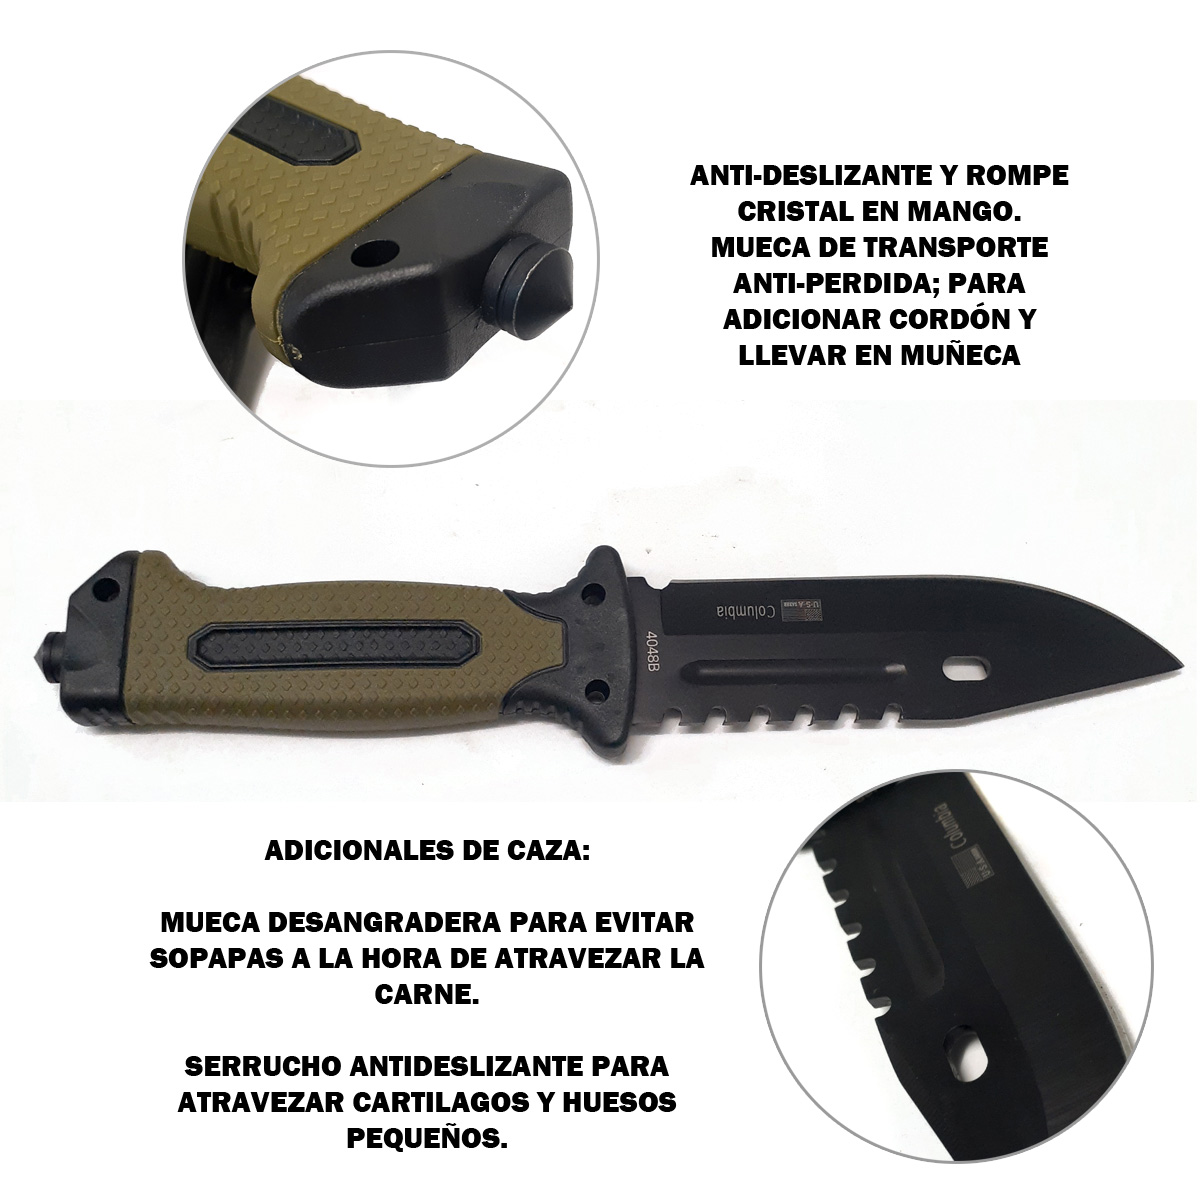 ANTI-DESLIZANTE Y ROMPE
CRISTAL EN MANGO.
MUECA DE TRANSPORTE
ANTI-PERDIDA; PARA
ADICIONAR CORDÓN Y
LLEVAR EN MUÑECA
Columbia
U·S·A
4048B
ADICIONALES DE CAZA:
MUECA DESANGRADERA PARA EVITAR
SOPAPAS A LA HORA DE ATRAVEZAR LA
CARNE.
SERRUCHO ANTIDESLIZANTE PARA
ATRAVEZAR CARTILAGOS Y HUESOS
PEQUEÑOS.
Columbia
U·S·A